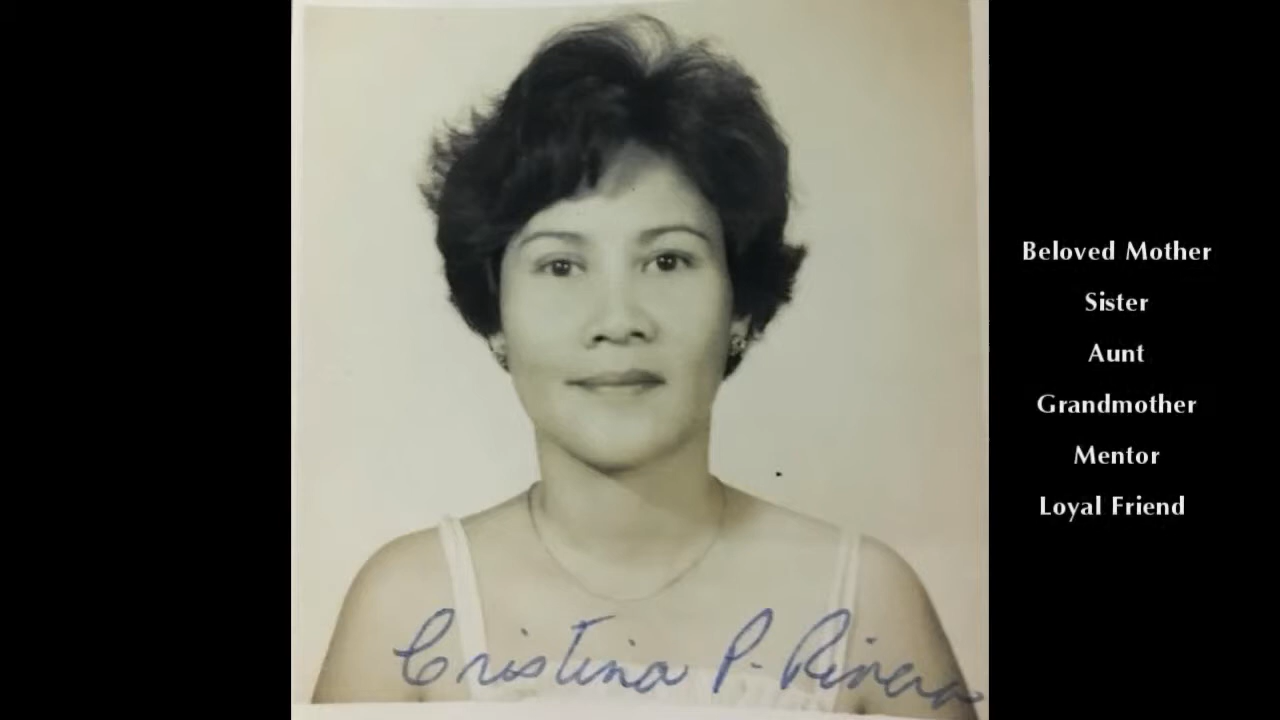 Beloved Mother
Sister
Aunt
Grandmother
Mentor
Loyal Friend
Cristina P. Rivera